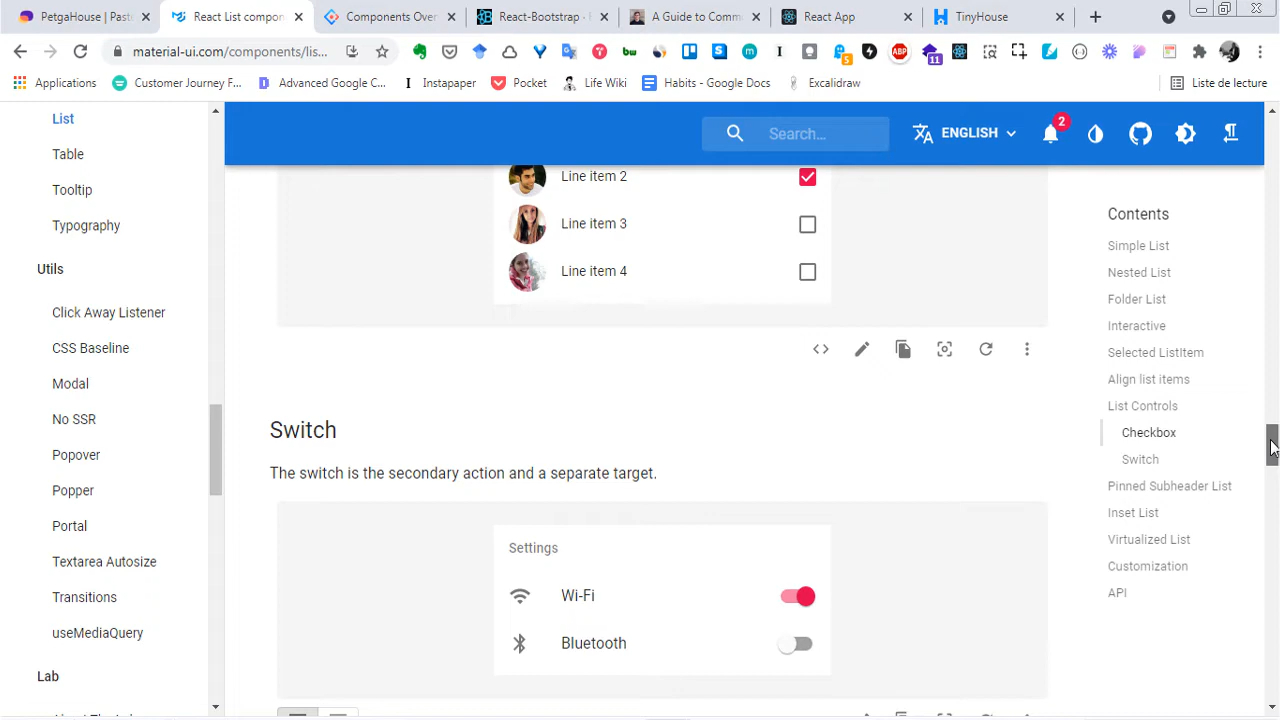 PetgaHouse | Past
React List compon
Components Over
React-Bootstrap ·
A Guide to Comm
React App
TinyHouse
material-ui.com/components/lis...
5
ABP
11
Applications
Customer Journey F...
Advanced Google C...
Instapaper
Pocket
Life Wiki
Habits - Google Docs
Excalidraw
Liste de lecture
List
Table
Tooltip
Typography
Utils
Click Away Listener
CSS Baseline
Modal
No SSR
Popover
Popper
Portal
Textarea Autosize
Transitions
useMediaQuery
Lab
Search...
ENGLISH
2
Line item 2
Line item 3
Line item 4
Switch
The switch is the secondary action and a separate target.
Settings
Wi-Fi
Bluetooth
Contents
Simple List
Nested List
Folder List
Interactive
Selected ListItem
Align list items
List Controls
Checkbox
Switch
Pinned Subheader List
Inset List
Virtualized List
Customization
API